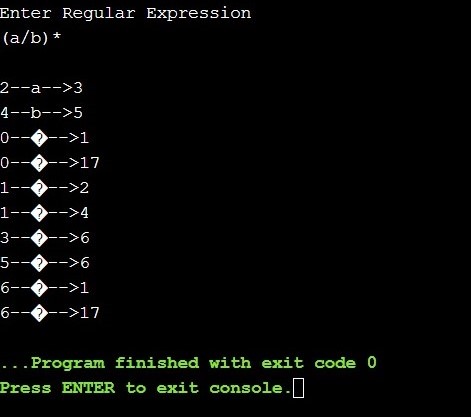 Enter Regular Expression
(a/b)*
2--a-->3
4--b-->5
0--�-->1
0--�-->17
1--�-->2
1--�-->4
3--�-->6
5--�-->6
6--�-->1
6--�-->17
...Program finished with exit code 0
Press ENTER to exit console.